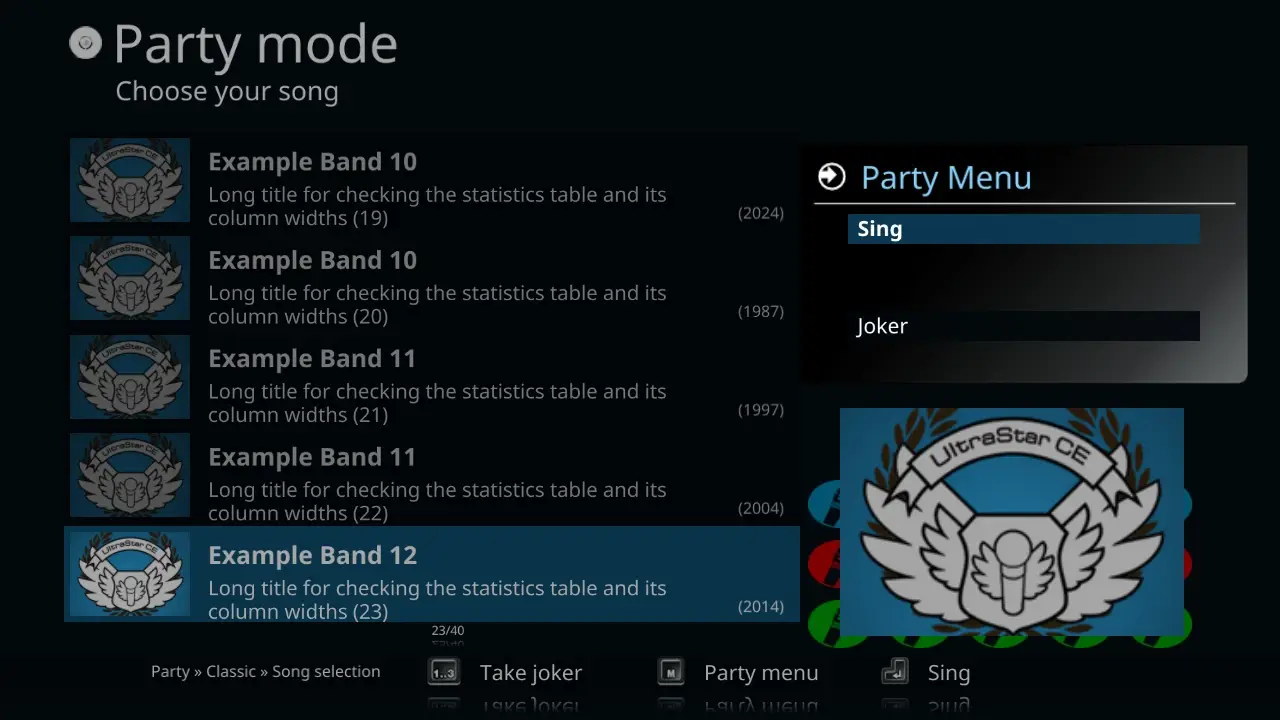 Party mode
Choose your song
Example Band 10
Long title for checking the statistics table and its
column widths (19)
(2024)
Example Band 10
Long title for checking the statistics table and its
column widths (20)
(1987)
Example Band 11
Long title for checking the statistics table and its
column widths (21)
(1997)
Example Band 11
Long title for checking the statistics table and its
column widths (22)
(2004)
Example Band 12
Long title for checking the statistics table and its
column widths (23)
(2014)
23/40
Party Menu
Sing
Joker
UltraStar CE
Party » Classic » Song selection
1..3 Take joker
M Party menu
Sing